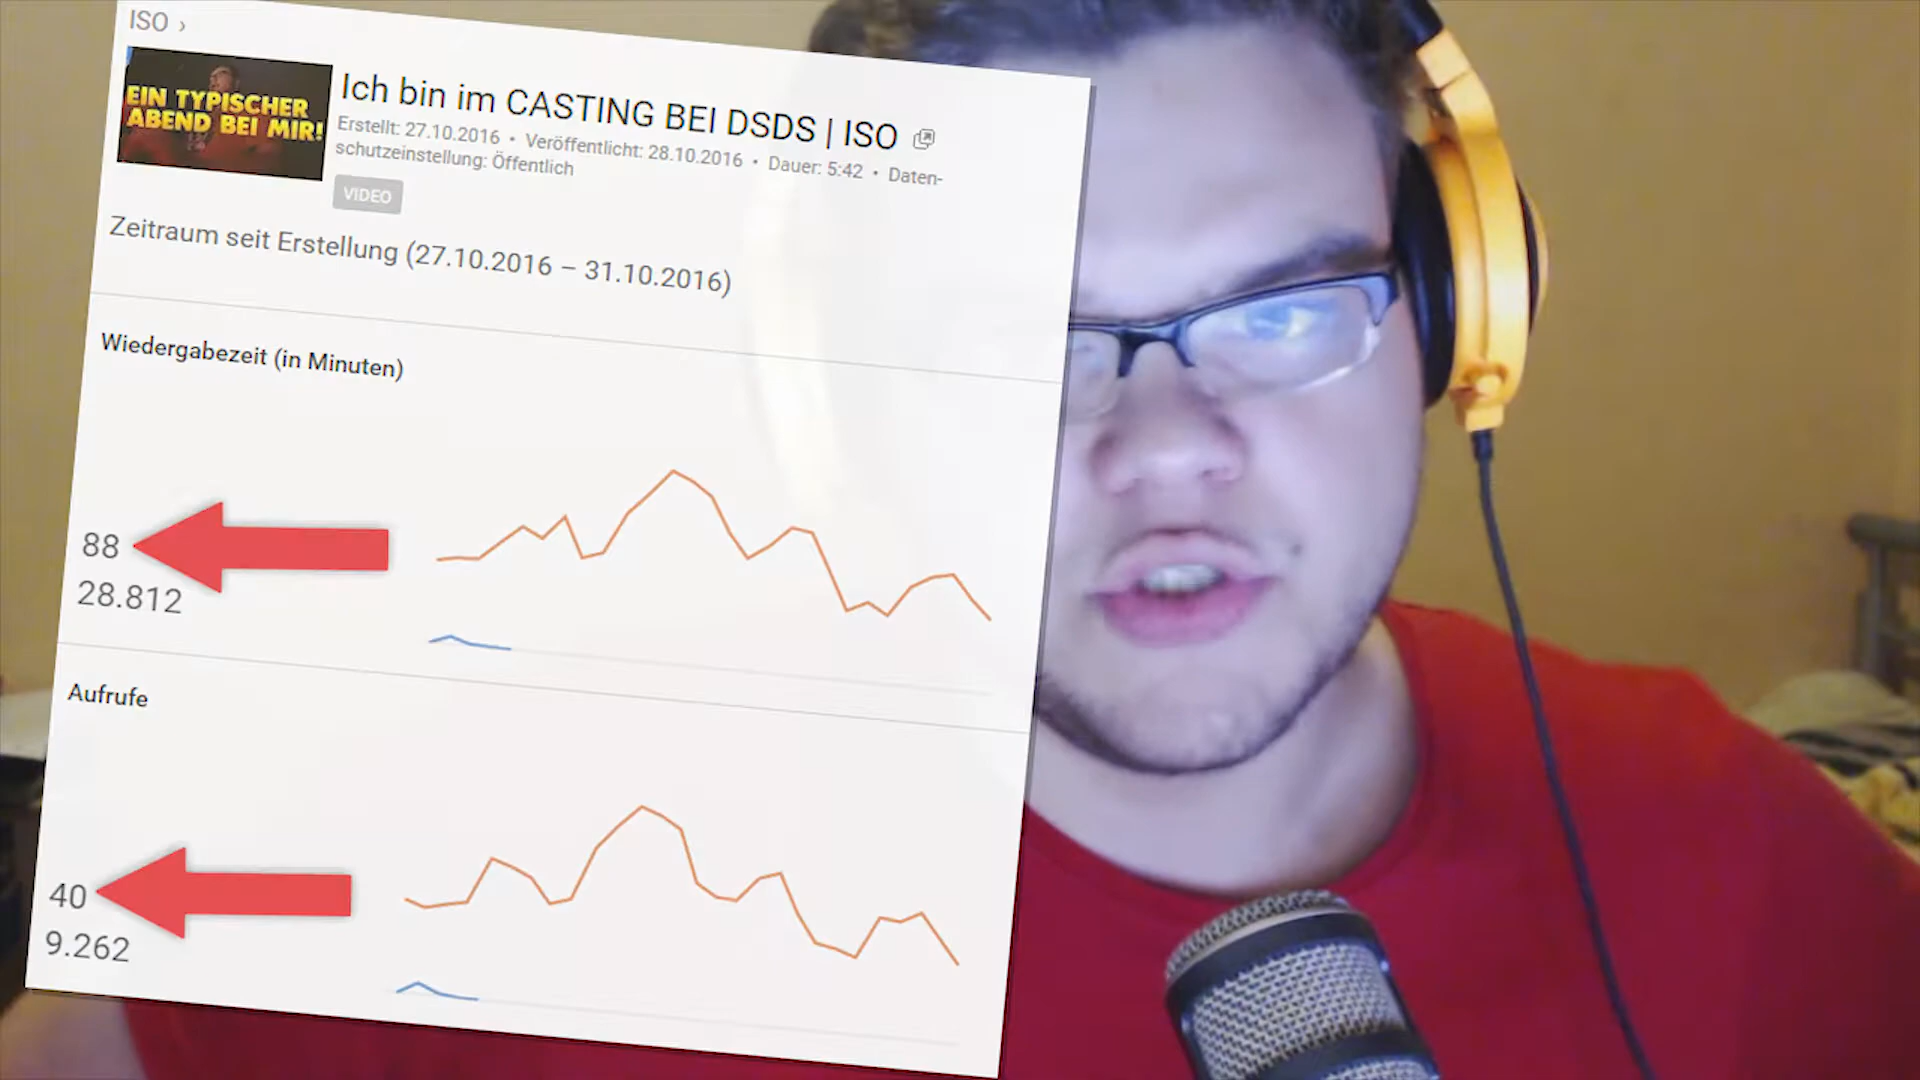 ISO ›
EIN TYPISCHER
ABEND BEI MIR!
Ich bin im CASTING BEI DSDS | ISO
Erstellt: 27.10.2016 • Veröffentlicht: 28.10.2016 • Dauer: 5:42 • Daten-
schutzeinstellung: Öffentlich
VIDEO
Zeitraum seit Erstellung (27.10.2016 – 31.10.2016)
Wiedergabezeit (in Minuten)
88
28.812
Aufrufe
40
9.262